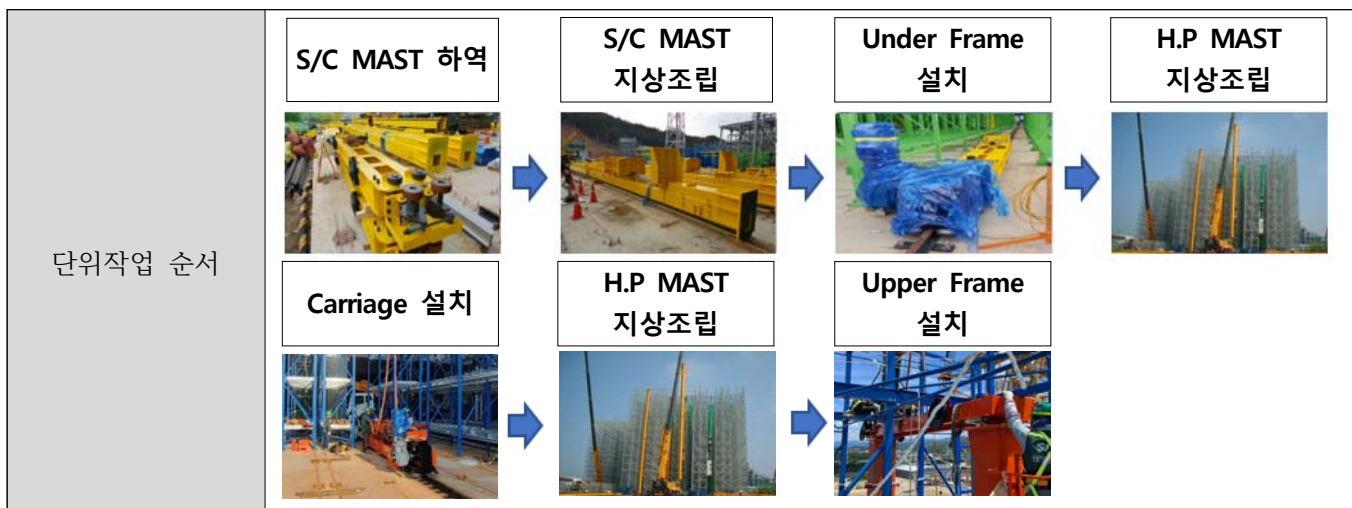 단위작업 순서
S/C MAST 하역
S/C MAST
지상조립
Under Frame
설치
H.P MAST
지상조립
Carriage 설치
H.P MAST
지상조립
Upper Frame
설치